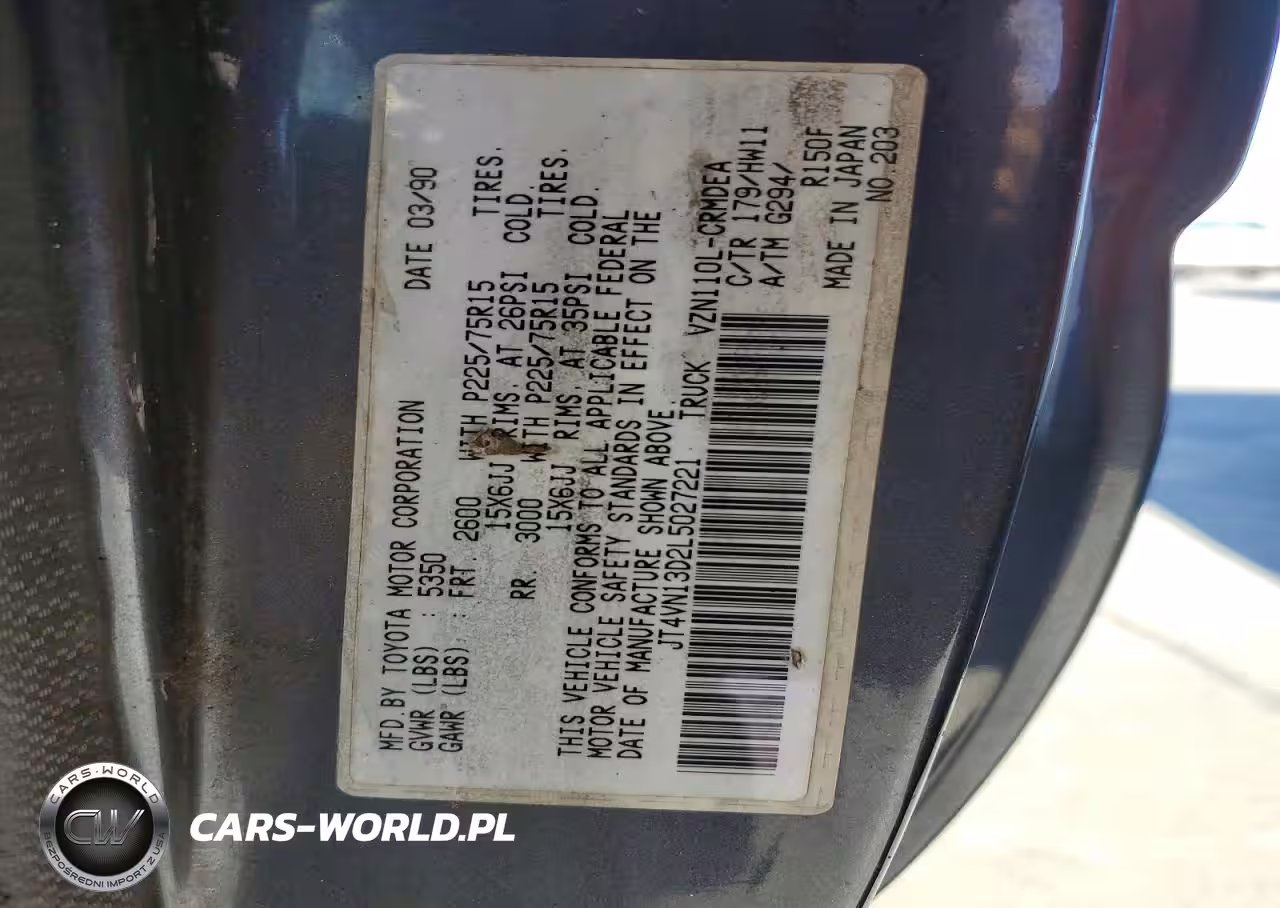 MFD. BY TOYOTA MOTOR CORPORATION DATE 03/90
GVWR (LBS) : 5350
GAWR (LBS) : FRT. 2600 WITH P225/75R15 TIRES.
15X6JJ RIMS. AT 26PSI COLD.
RR. 3000 WITH P225/75R15 TIRES.
15X6JJ RIMS. AT 35PSI COLD.
THIS VEHICLE CONFORMS TO ALL APPLICABLE FEDERAL
MOTOR VEHICLE SAFETY STANDARDS IN EFFECT ON THE
DATE OF MANUFACTURE SHOWN ABOVE.
JT4VN13D2L5027221 TRUCK VZN110L-CRMDEA
C/TR 179/HW11
A/TM G294/
R150F
MADE IN JAPAN
NO.203
CARS-WORLD
CW
BEZPOŚREDNI IMPORT Z USA
CARS-WORLD.PL